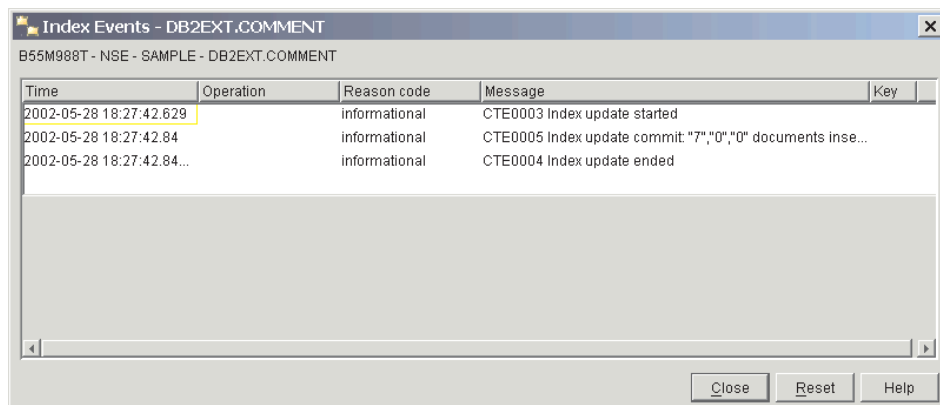 Index Events - DB2EXT.COMMENT
B55M988T - NSE - SAMPLE - DB2EXT.COMMENT
Time Operation Reason code Message Key
2002-05-28 18:27:42.629 informational CTE0003 Index update started
2002-05-28 18:27:42.84 informational CTE0005 Index update commit: "7","0","0" documents inse...
2002-05-28 18:27:42.84... informational CTE0004 Index update ended
Close Reset Help